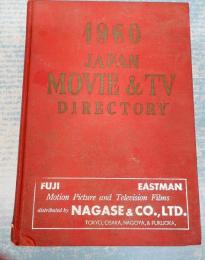 1960
JAPAN
MOVIE & TV
DIRECTORY
FUJI EASTMAN
Motion Picture and Television Films
distributed by NAGASE & CO., LTD.
TOKYO, OSAKA, NAGOYA, & FUKUOKA,